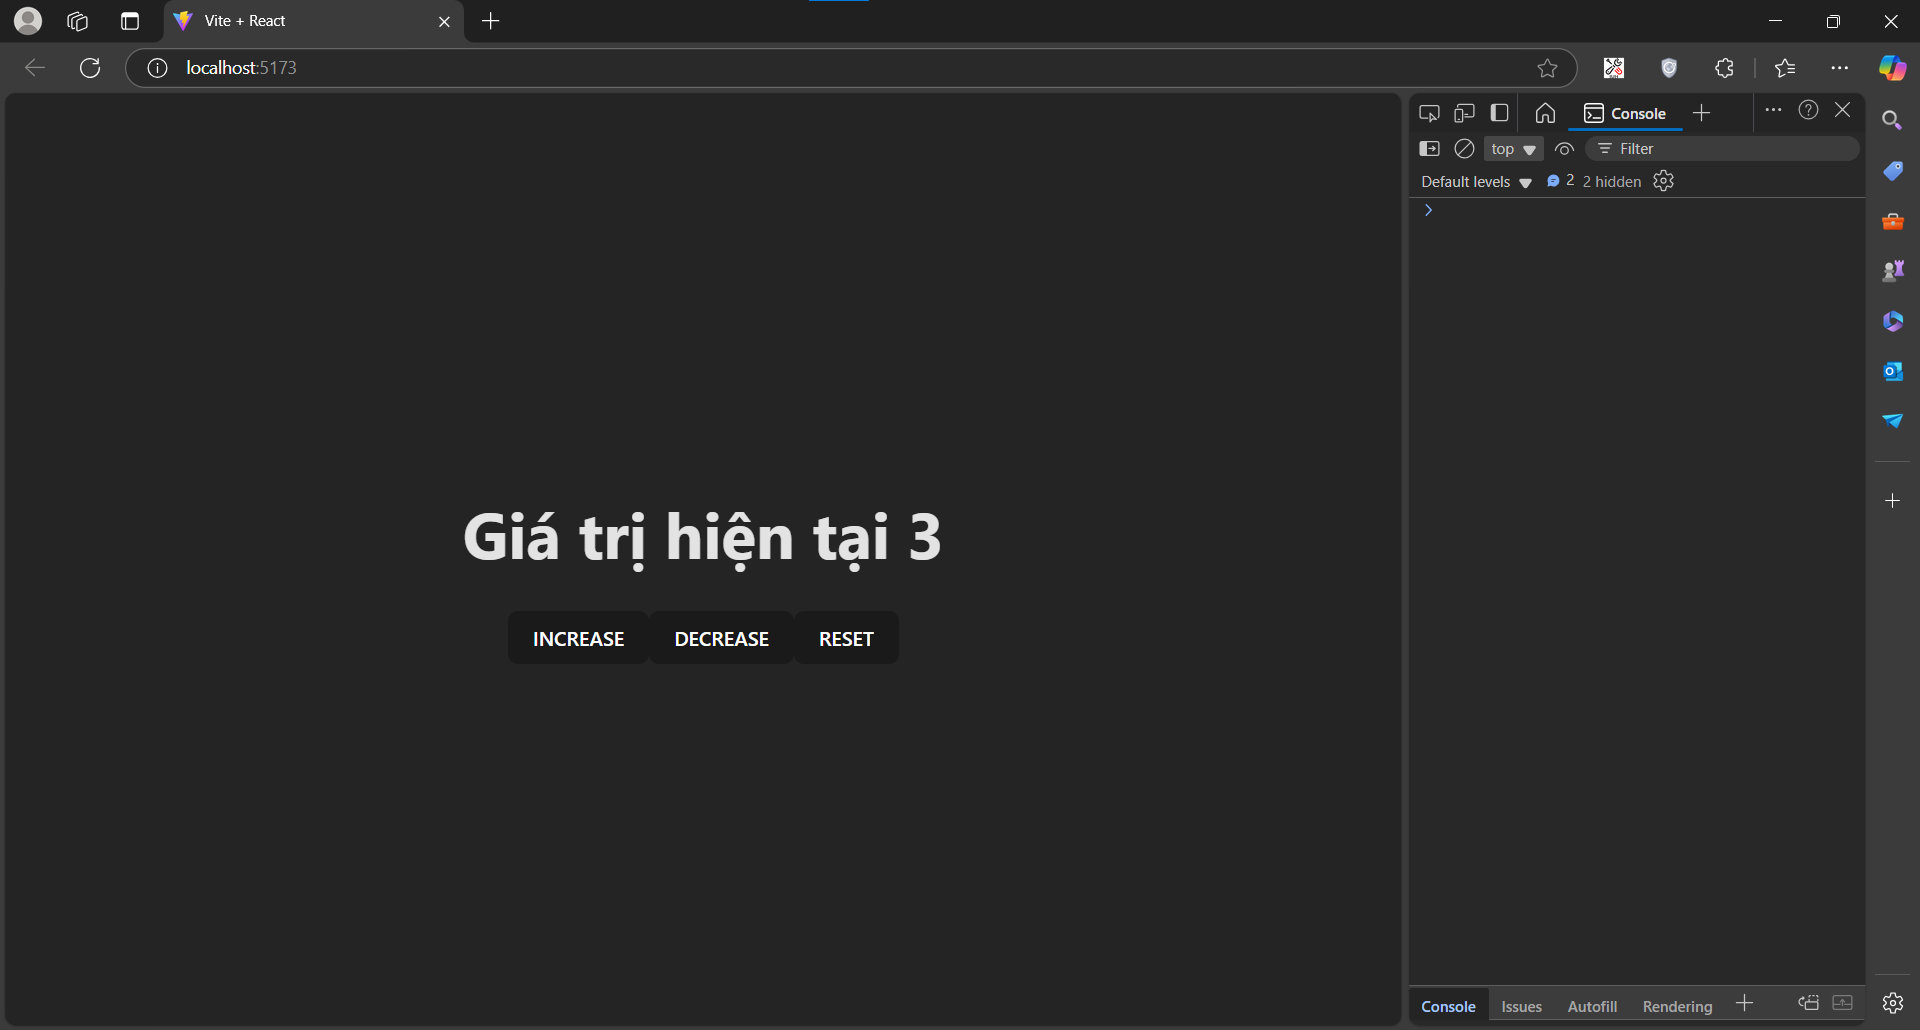 Vite + React
localhost:5173
Console
top
Filter
Default levels
2
2 hidden
Giá trị hiện tại 3
INCREASE
DECREASE
RESET
Console
Issues
Autofill
Rendering